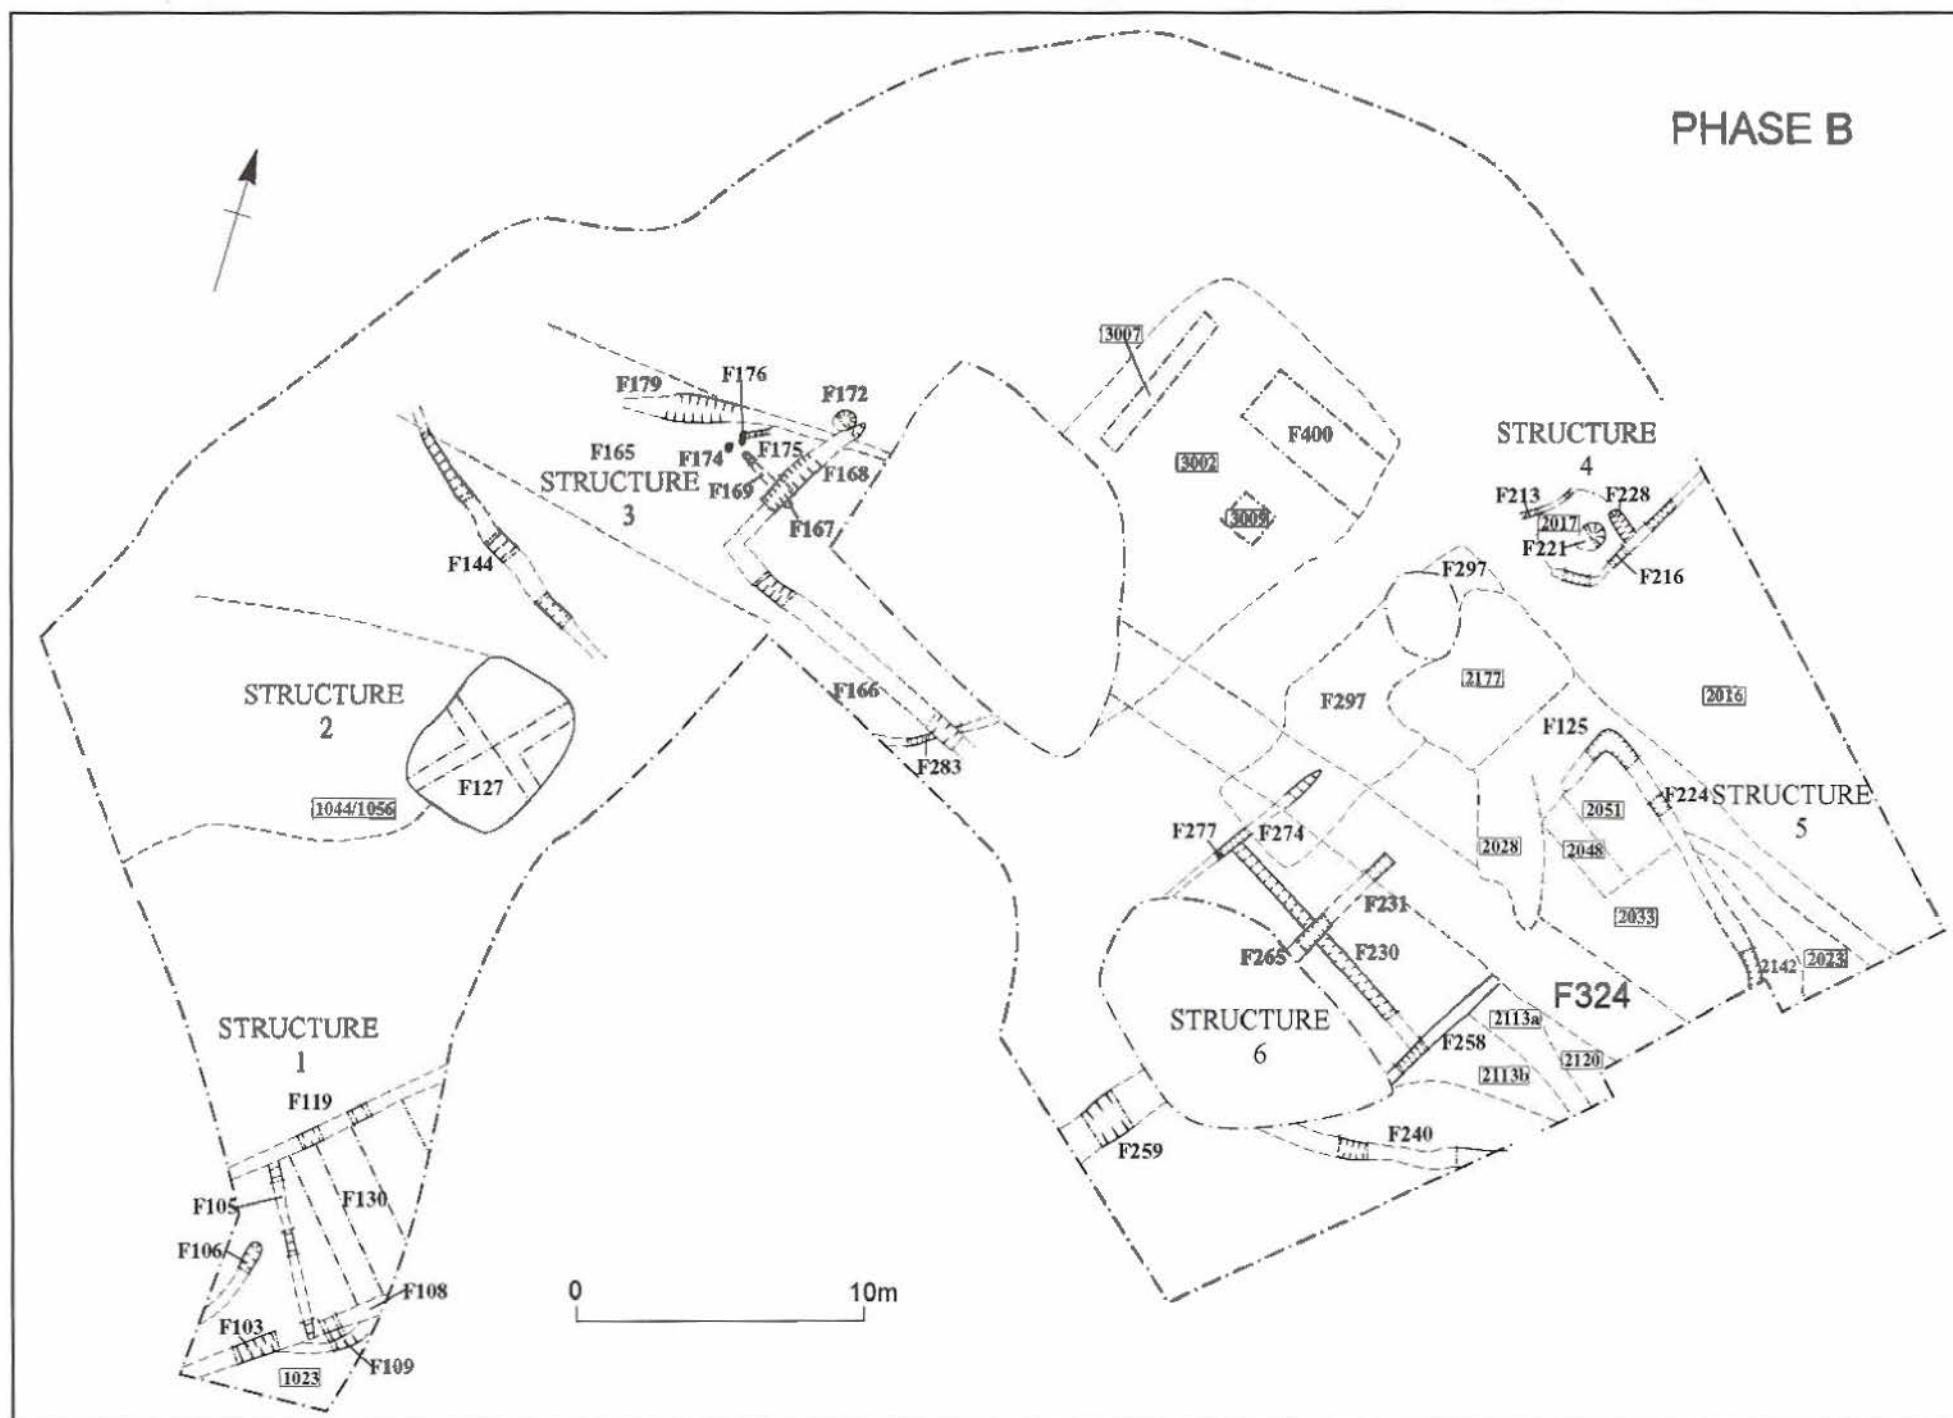 PHASE B
3007
F176
F179
F172
F400
F165
F174
F175
F168
STRUCTURE
3
F169
F167
3002
3009
STRUCTURE
4
F213
F228
2017
F221
F216
F144
F297
STRUCTURE
2
F127
1044/1056
F166
F283
2177
F297
2016
F125
F224
STRUCTURE
5
2051
2048
2028
2033
F277
F274
F231
F265
F230
2142
2023
F324
STRUCTURE
6
2113a
F258
2113b
2120
F259
F240
STRUCTURE
1
F119
F105
F130
F106
F108
F103
F109
1023
0
10m